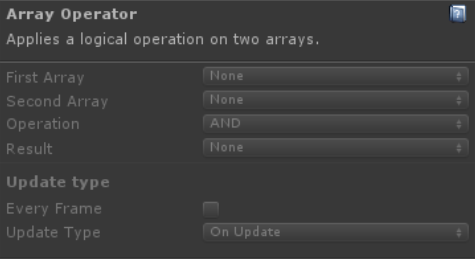 Array Operator
Applies a logical operation on two arrays.
First Array None
Second Array None
Operation AND
Result None
Update type
Every Frame
Update Type On Update